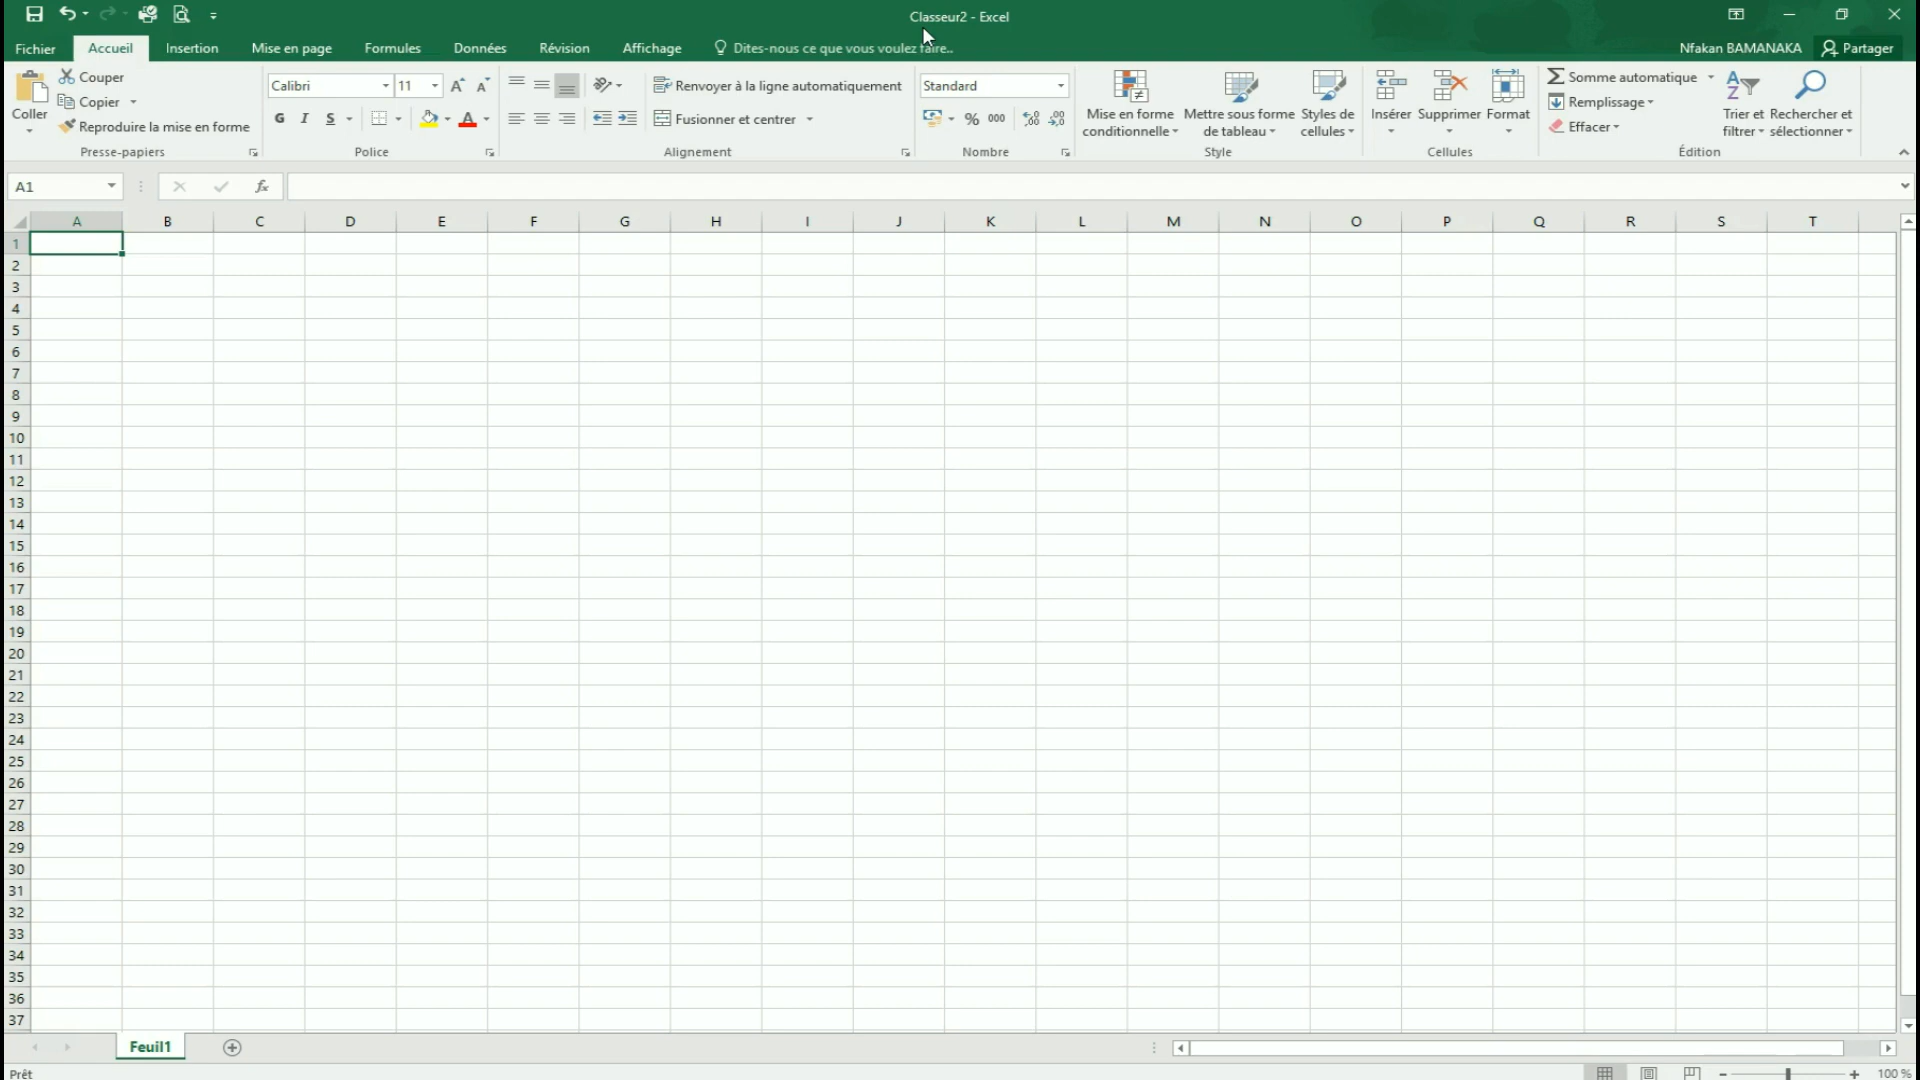 Classeur2 - Excel
Fichier Accueil Insertion Mise en page Formules Données Révision Affichage Dites-nous ce que vous voulez faire.. Nfakan BAMANAKA Partager
Coller
Couper
Copier
Reproduire la mise en forme
Presse-papiers
Calibri 11
G I S
Police
Renvoyer à la ligne automatiquement
Fusionner et centrer
Alignement
Standard
% 000 ,00 ,00
Nombre
Mise en forme
conditionnelle
Mettre sous forme
de tableau
Styles de
cellules
Style
Insérer Supprimer Format
Cellules
Somme automatique
Remplissage
Effacer
Trier et
filtrer
Rechercher et
sélectionner
Édition
A1 fx
A B C D E F G H I J K L M N O P Q R S T
1
2
3
4
5
6
7
8
9
10
11
12
13
14
15
16
17
18
19
20
21
22
23
24
25
26
27
28
29
30
31
32
33
34
35
36
37
Feuil1
Prêt 100 %